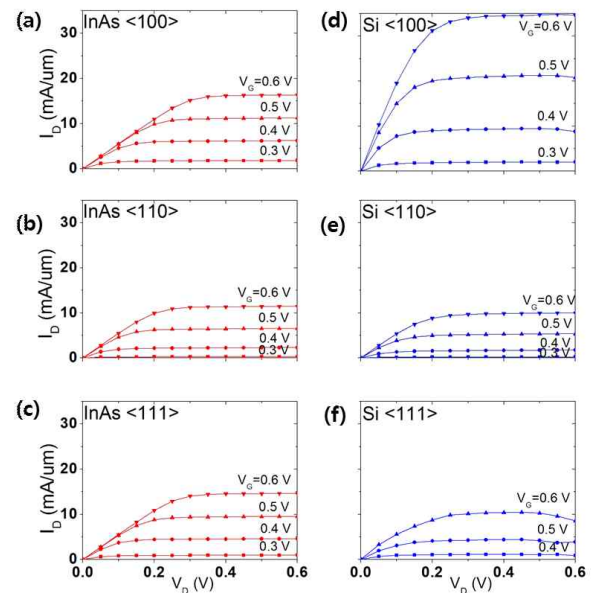 (a)
InAs <100>
I_D (mA/um)
30
20
10
0
V_G=0.6 V
0.5 V
0.4 V
0.3 V
(d)
Si <100>
V_G=0.6 V
0.5 V
0.4 V
0.3 V
(b)
InAs <110>
I_D (mA/um)
30
20
10
0
V_G=0.6 V
0.5 V
0.4 V
0.3 V
(e)
Si <110>
V_G=0.6 V
0.5 V
0.4 V
0.3 V
(c)
InAs <111>
I_D (mA/um)
30
20
10
0
V_G=0.6 V
0.5 V
0.4 V
0.3 V
0.0 0.2 0.4 0.6
V_D (V)
(f)
Si <111>
V_G=0.6 V
0.5 V
0.4 V
0.0 0.2 0.4 0.6
V_D (V)